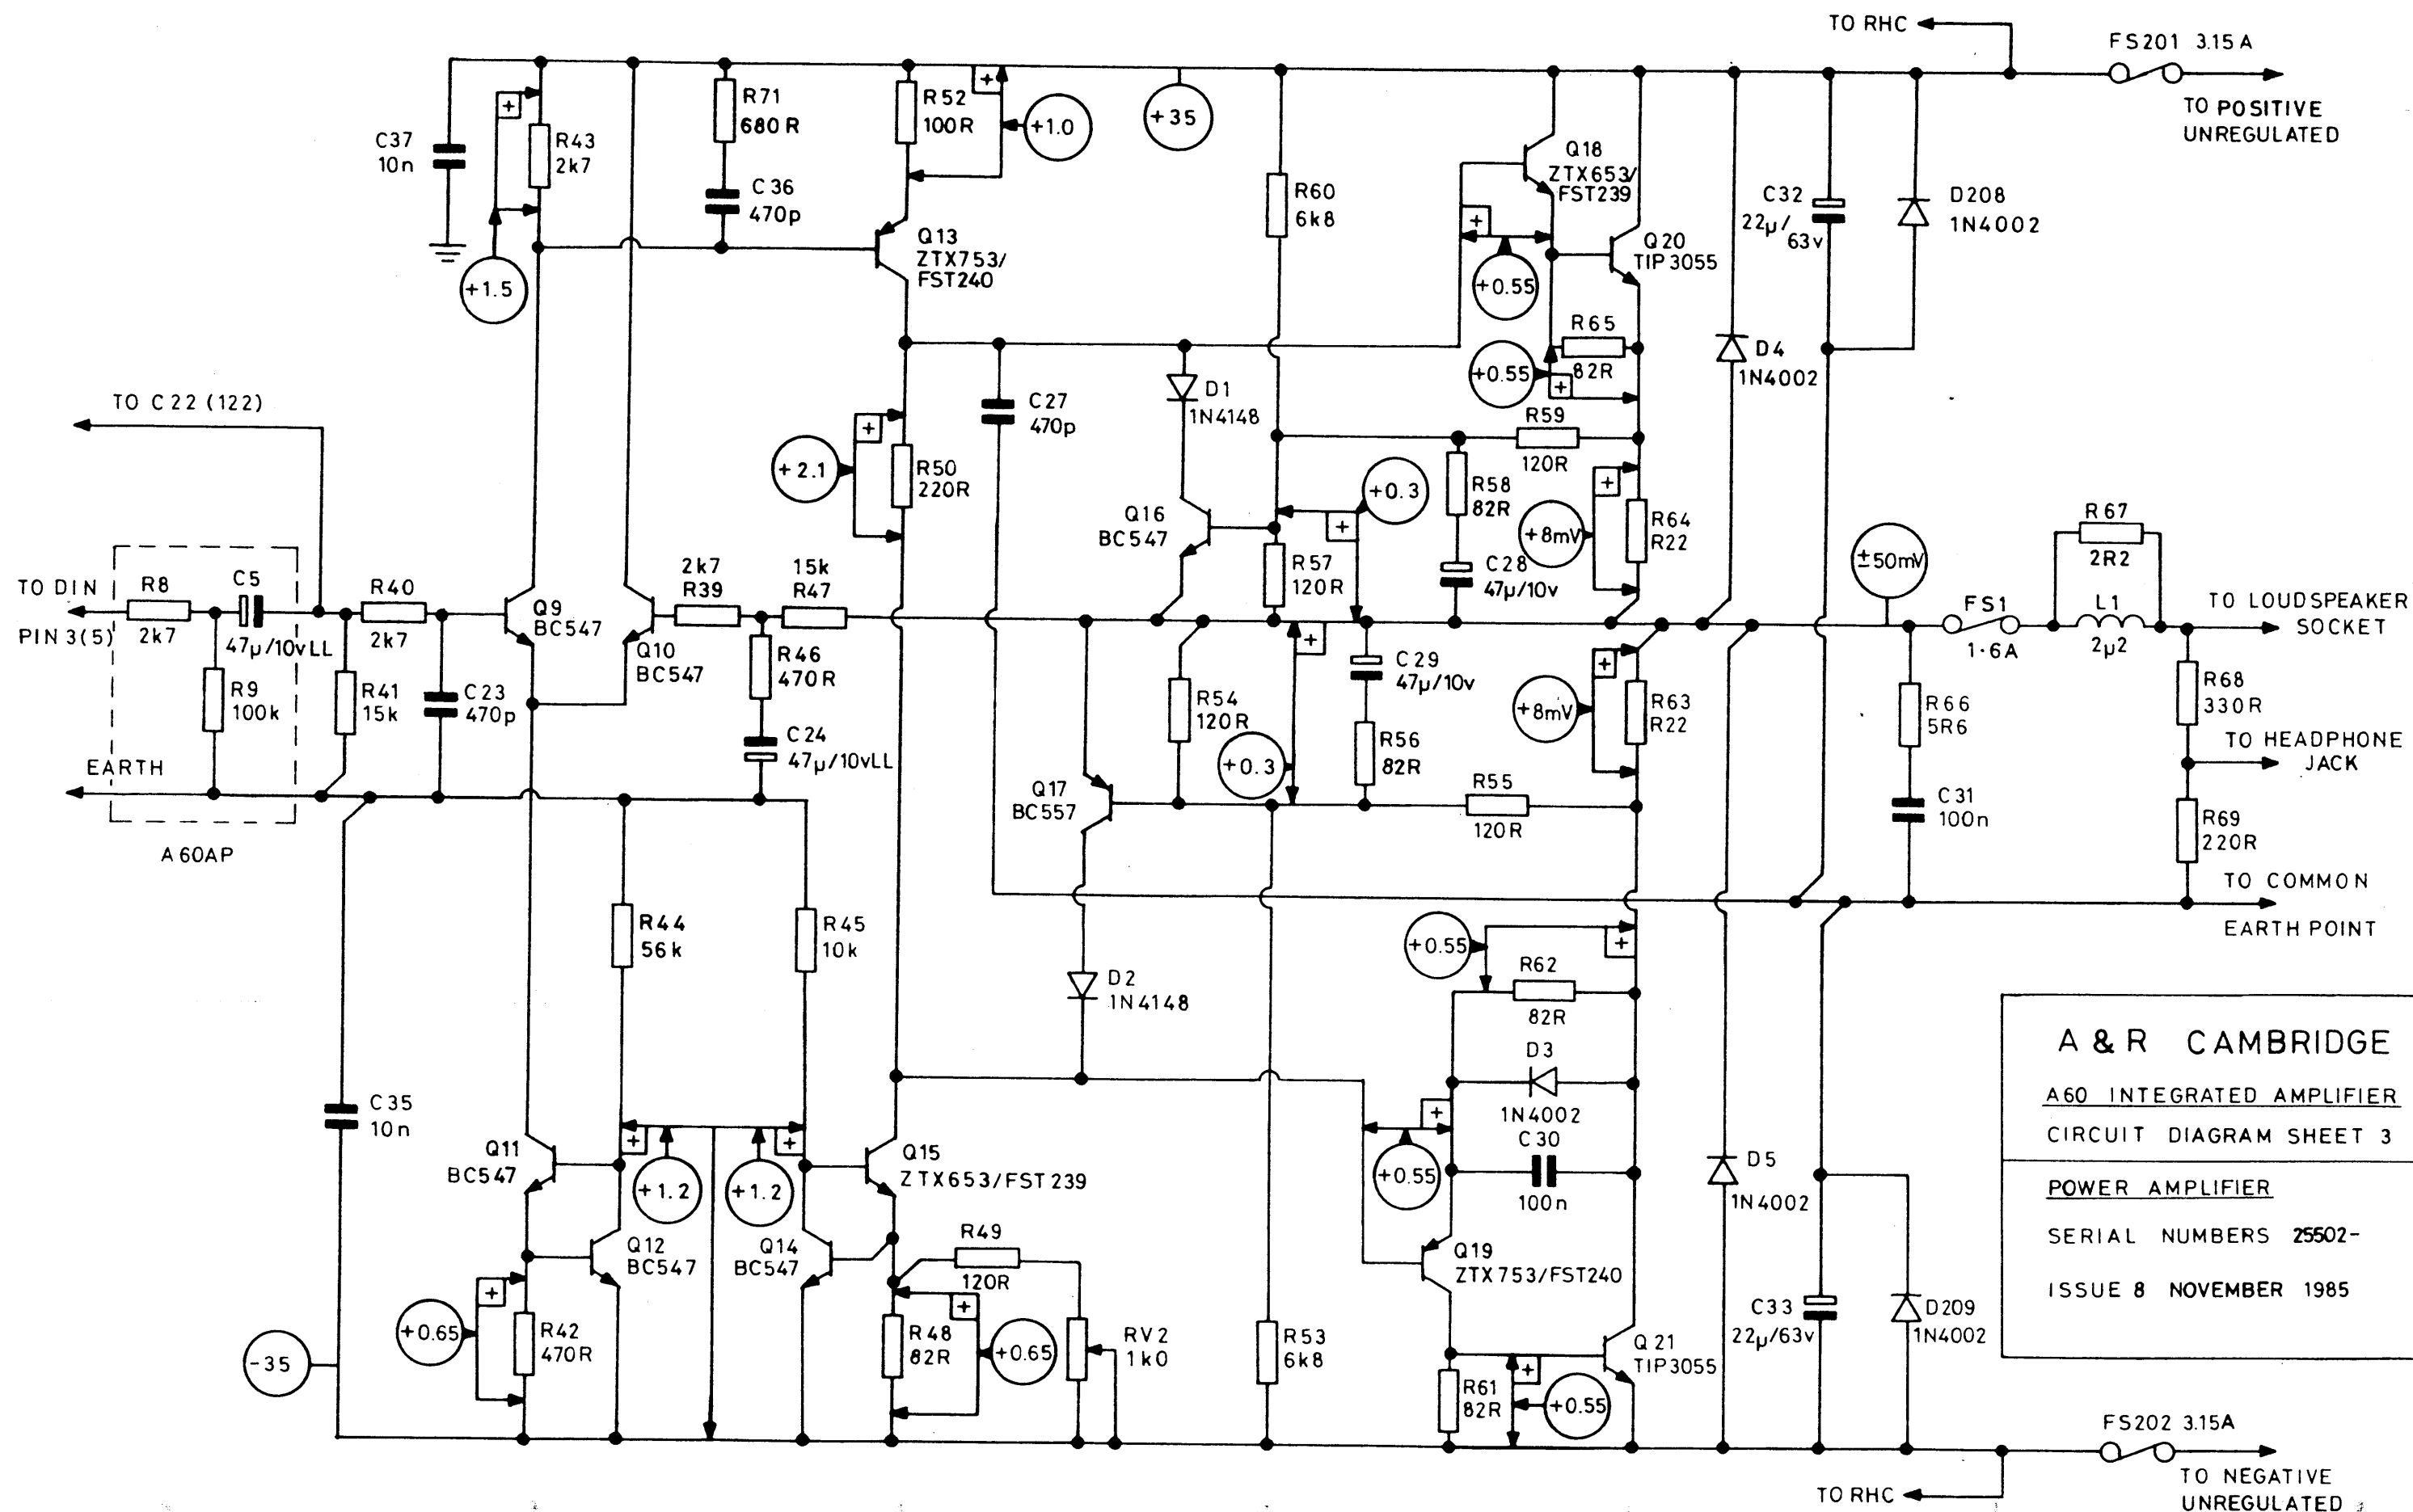 TO RHC
FS201 3.15A
TO POSITIVE
UNREGULATED
C37
10n
R43
2k7
R71
680R
C36
470p
R52
100R
+1.0
+35
+1.5
Q13
ZTX753/
FST240
R60
6k8
Q18
ZTX653/
FST239
+0.55
Q20
TIP3055
R65
82R
+0.55
D4
1N4002
C32
22µ/
63v
D208
1N4002
TO C22 (122)
C27
470p
D1
1N4148
+2.1
R50
220R
R59
120R
+0.3
R58
82R
+8mV
R64
R22
Q16
BC547
R57
120R
C28
47µ/10v
±50mV
R67
2R2
TO DIN
PIN 3(5)
R8
2k7
C5
47µ/10vLL
R40
2k7
Q9
BC547
2k7
R39
15k
R47
Q10
BC547
FS1
1·6A
L1
2µ2
TO LOUDSPEAKER
SOCKET
R9
100k
R41
15k
C23
470p
R46
470R
C24
47µ/10vLL
R54
120R
+0.3
C29
47µ/10v
R56
82R
+8mV
R63
R22
R66
5R6
C31
100n
R68
330R
TO HEADPHONE
JACK
R69
220R
EARTH
A60AP
Q17
BC557
R55
120R
TO COMMON
EARTH POINT
R44
56k
R45
10k
D2
1N4148
+0.55
R62
82R
D3
1N4002
C30
100n
+0.55
C35
10n
Q11
BC547
+1.2
+1.2
Q15
ZTX653/FST239
D5
1N4002
Q12
BC547
Q14
BC547
R49
120R
Q19
ZTX753/FST240
+0.65
R42
470R
R48
82R
+0.65
RV2
1k0
R53
6k8
-35
R61
82R
+0.55
Q21
TIP3055
C33
22µ/63v
D209
1N4002
A & R CAMBRIDGE
A60 INTEGRATED AMPLIFIER
CIRCUIT DIAGRAM SHEET 3
POWER AMPLIFIER
SERIAL NUMBERS 25502-
ISSUE 8 NOVEMBER 1985
FS202 3.15A
TO NEGATIVE
UNREGULATED
TO RHC